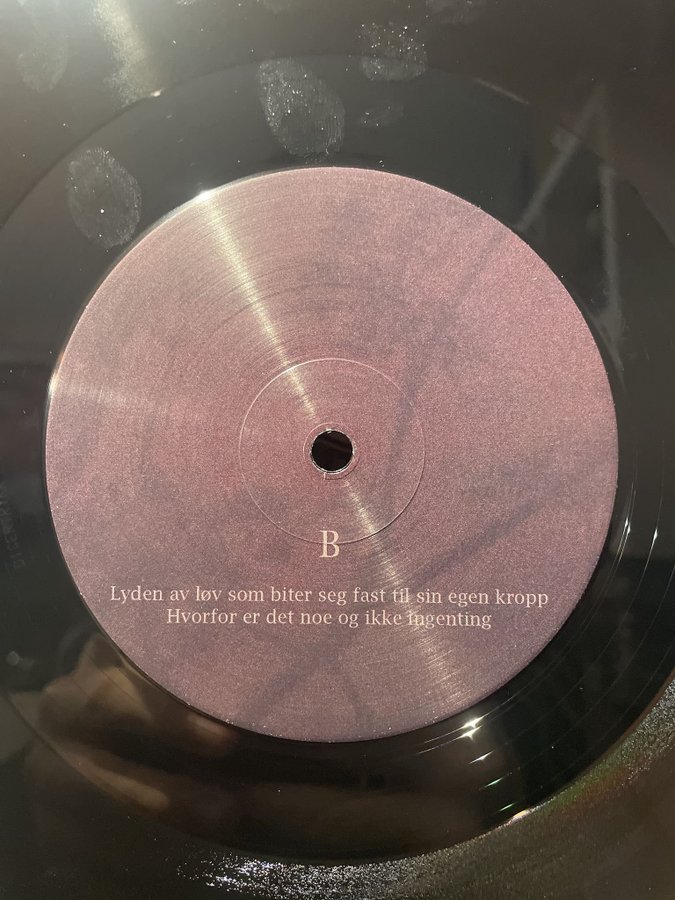 B
Lyden av løv som biter seg fast til sin egen kropp
Hvorfor er det noe og ikke ingenting